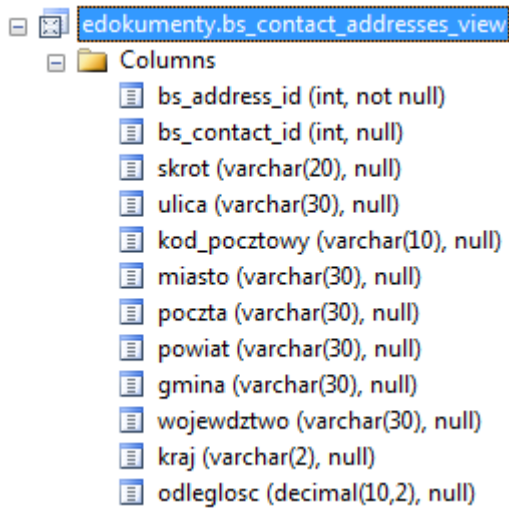 edokumenty.bs_contact_addresses_view
Columns
bs_address_id (int, not null)
bs_contact_id (int, null)
skrot (varchar(20), null)
ulica (varchar(30), null)
kod_pocztowy (varchar(10), null)
miasto (varchar(30), null)
poczta (varchar(30), null)
powiat (varchar(30), null)
gmina (varchar(30), null)
wojewdztwo (varchar(30), null)
kraj (varchar(2), null)
odleglosc (decimal(10,2), null)